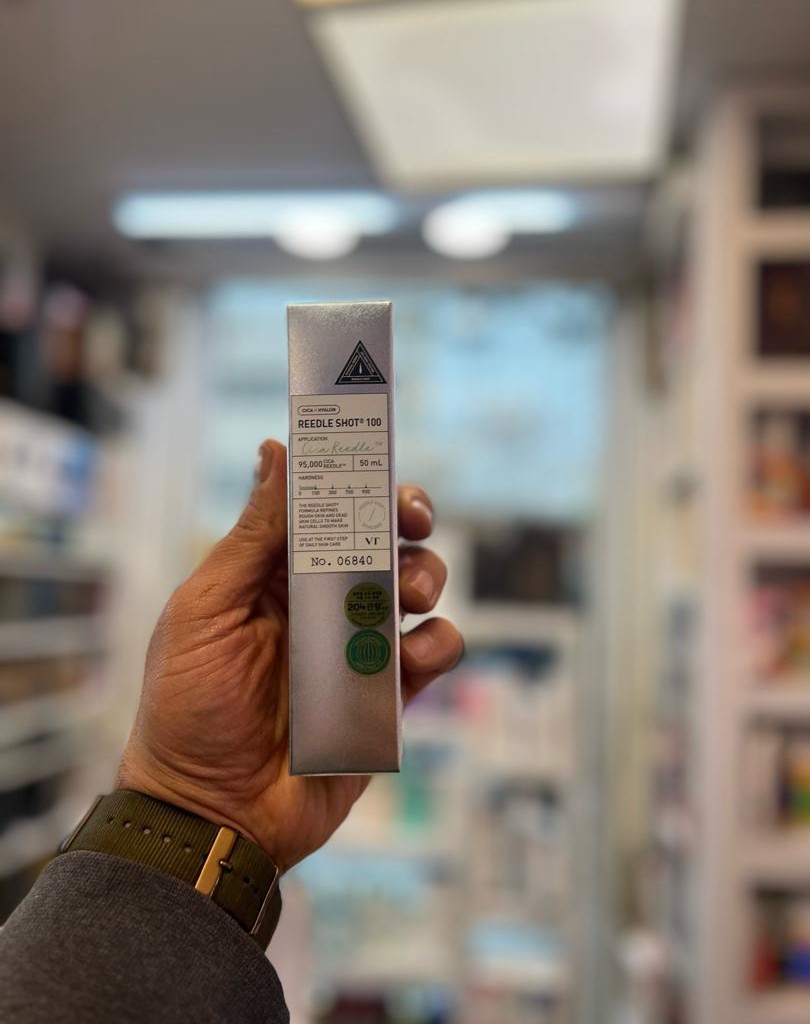 CICA × HYALON
REEDLE SHOT® 100
APPLICATION
Cica Reedle™
95,000 CICA REEDLE™
50 mL
HARDNESS
0 100 300 700 900
THE REEDLE SHOT®
FORMULA REFINES
ROUGH SKIN AND DEAD
SKIN CELLS TO MAKE
NATURAL SMOOTH SKIN
USE AT THE FIRST STEP
OF DAILY SKIN CARE
VT
No. 06840